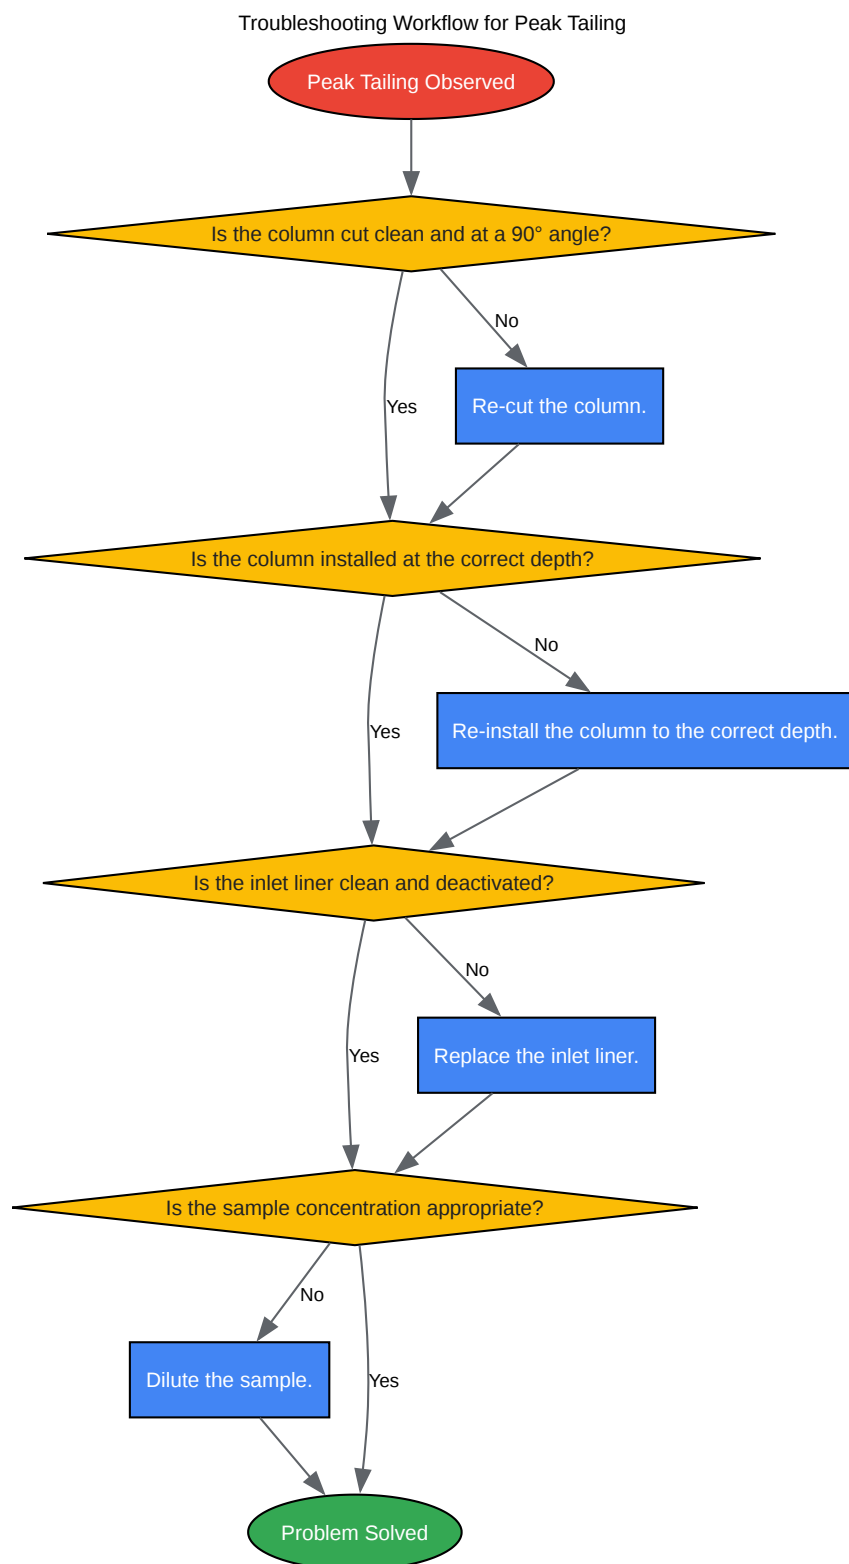 Troubleshooting Workflow for Peak Tailing
Peak Tailing Observed
Is the column cut clean and at a 90° angle?
No
Yes
Re-cut the column.
Is the column installed at the correct depth?
No
Yes
Re-install the column to the correct depth.
Is the inlet liner clean and deactivated?
No
Yes
Replace the inlet liner.
Is the sample concentration appropriate?
No
Dilute the sample.
Yes
Problem Solved